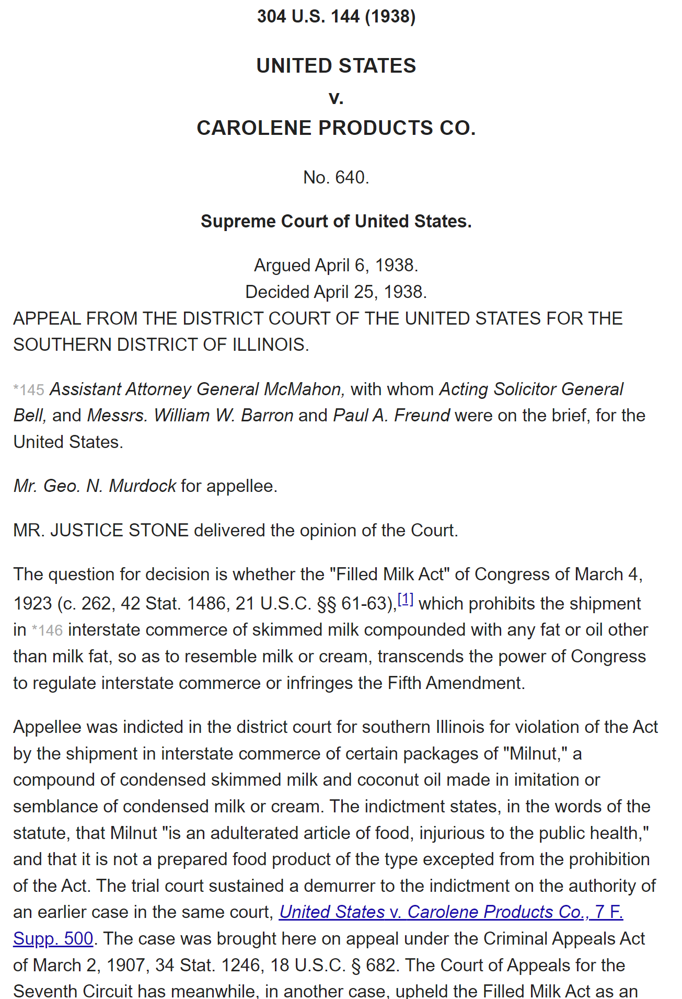 304 U.S. 144 (1938)
UNITED STATES
v.
CAROLENE PRODUCTS CO.
No. 640.
Supreme Court of United States.
Argued April 6, 1938.
Decided April 25, 1938.
APPEAL FROM THE DISTRICT COURT OF THE UNITED STATES FOR THE
SOUTHERN DISTRICT OF ILLINOIS.
*145 Assistant Attorney General McMahon, with whom Acting Solicitor General
Bell, and Messrs. William W. Barron and Paul A. Freund were on the brief, for the
United States.
Mr. Geo. N. Murdock for appellee.
MR. JUSTICE STONE delivered the opinion of the Court.
The question for decision is whether the "Filled Milk Act" of Congress of March 4,
1923 (c. 262, 42 Stat. 1486, 21 U.S.C. §§ 61-63),[1] which prohibits the shipment
in *146 interstate commerce of skimmed milk compounded with any fat or oil other
than milk fat, so as to resemble milk or cream, transcends the power of Congress
to regulate interstate commerce or infringes the Fifth Amendment.
Appellee was indicted in the district court for southern Illinois for violation of the Act
by the shipment in interstate commerce of certain packages of "Milnut," a
compound of condensed skimmed milk and coconut oil made in imitation or
semblance of condensed milk or cream. The indictment states, in the words of the
statute, that Milnut "is an adulterated article of food, injurious to the public health,"
and that it is not a prepared food product of the type excepted from the prohibition
of the Act. The trial court sustained a demurrer to the indictment on the authority of
an earlier case in the same court, United States v. Carolene Products Co., 7 F.
Supp. 500. The case was brought here on appeal under the Criminal Appeals Act
of March 2, 1907, 34 Stat. 1246, 18 U.S.C. § 682. The Court of Appeals for the
Seventh Circuit has meanwhile, in another case, upheld the Filled Milk Act as an